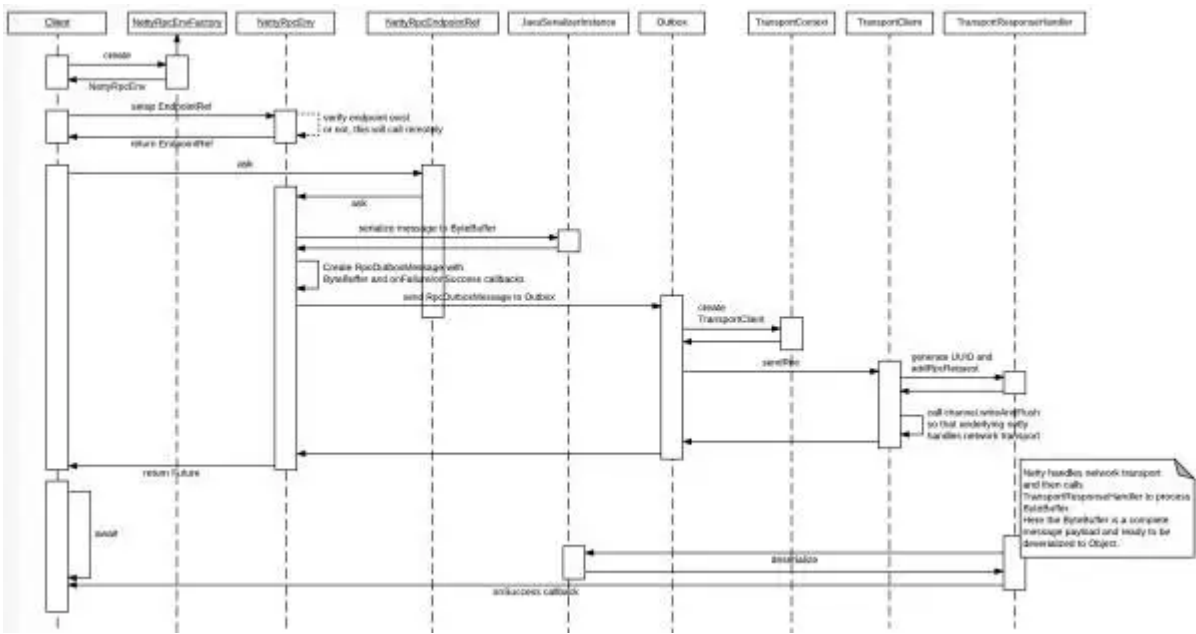 Client
NettyRpcEnvFactory
NettyRpcEnv
NettyRpcEndpointRef
JavaSerializerInstance
Outbox
TransportContext
TransportClient
TransportResponseHandler
create
NettyRpcEnv
setup EndpointRef
verify endpoint exist
or not, this will call remotely
return EndpointRef
ask
ask
serialize message to ByteBuffer
Create RpcOutboxMessage with
ByteBuffer and onFailure/onSuccess callbacks
send RpcOutboxMessage to Outbox
create
TransportClient
sendRpc
generate UUID and
addRpcRequest
call channel.writeAndFlush
so that underlying netty
handles network transport
return Future
Netty handles network transport
and then calls
TransportResponseHandler to process
ByteBuffer
Here the ByteBuffer is a complete
message payload and ready to be
deserialized to Object.
await
deserialize
onSuccess callback